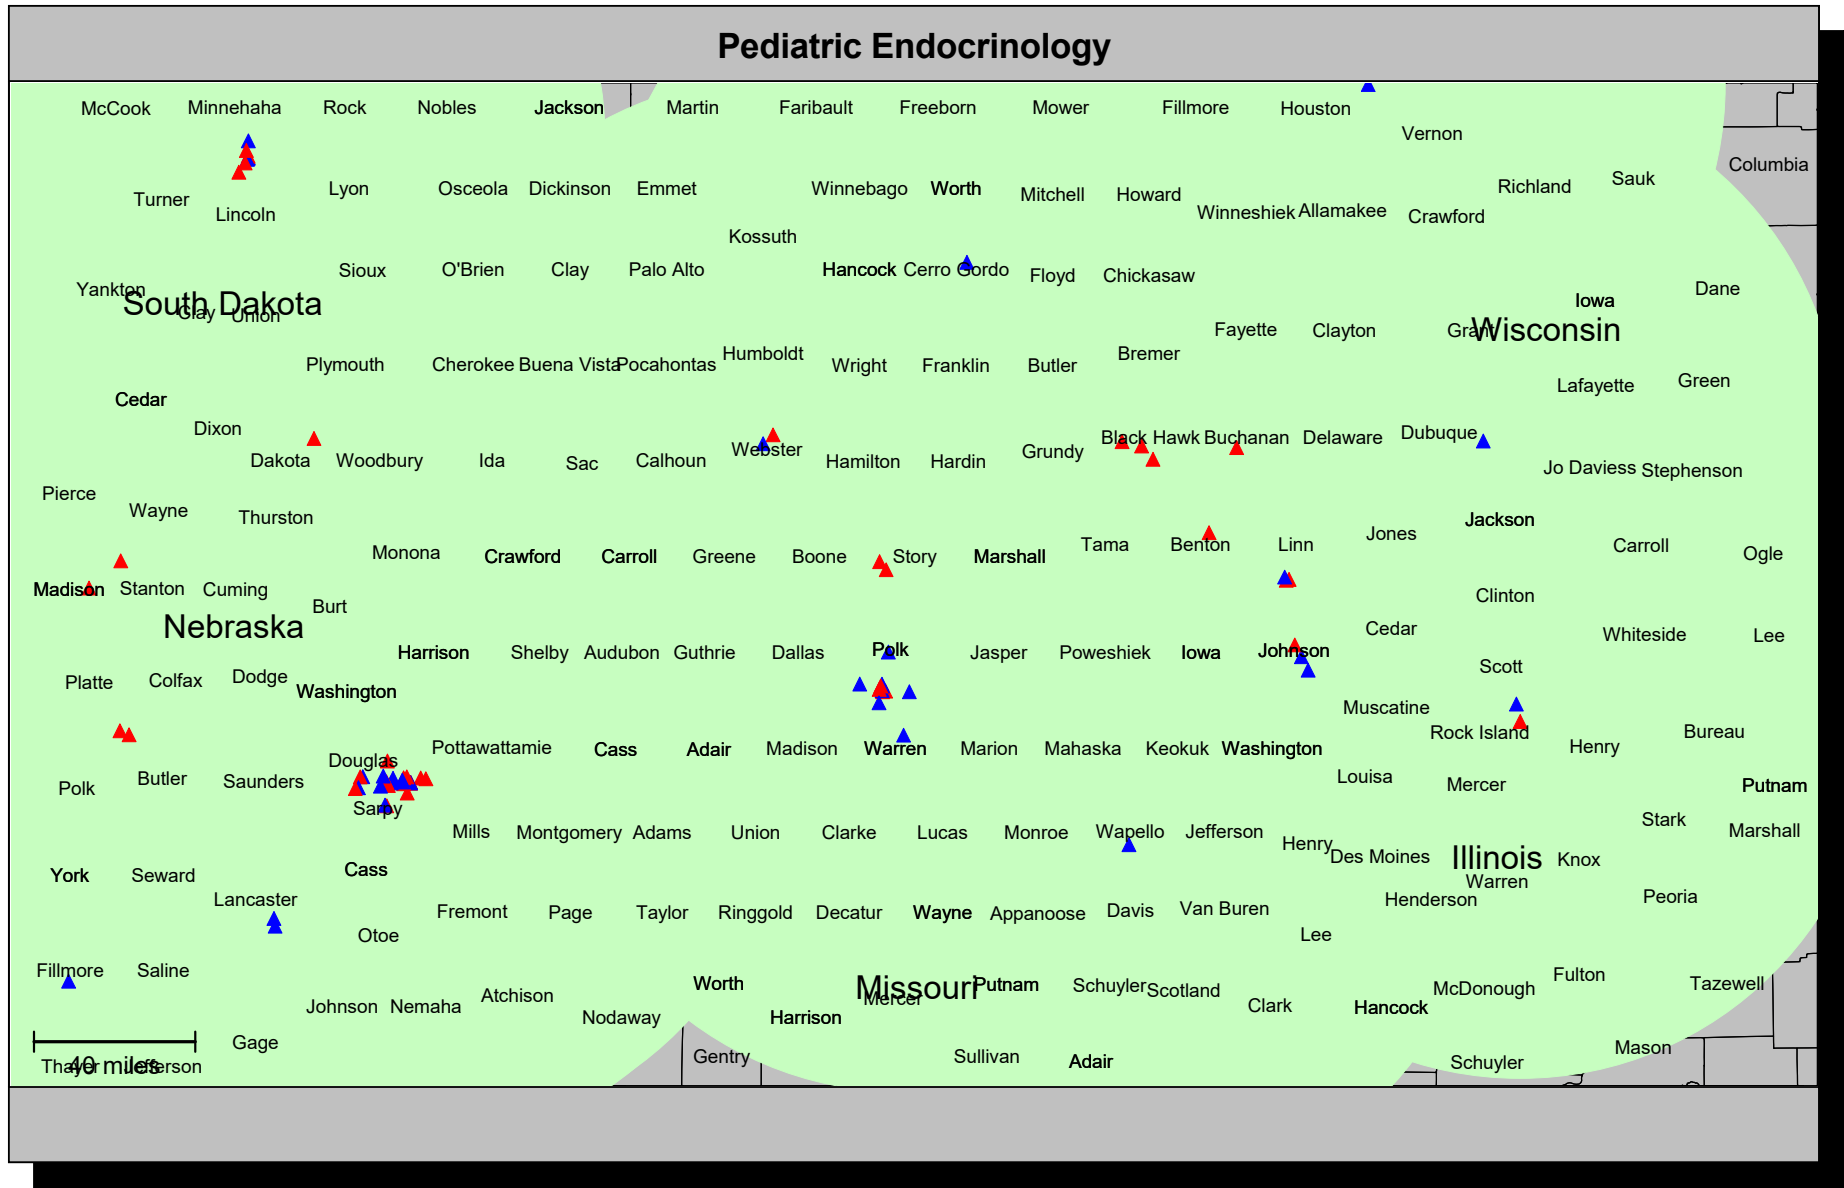 Pediatric Endocrinology
McCook Minnehaha Rock Nobles Jackson Martin Faribault Freeborn Mower Fillmore Houston
Vernon
Columbia
Turner Lyon Osceola Dickinson Emmet Winnebago Worth Mitchell Howard Richland Sauk
Lincoln Winneshiek Allamakee Crawford
Kossuth
Sioux O'Brien Clay Palo Alto Hancock Cerro Gordo Floyd Chickasaw
Yankton Dane
South Dakota Iowa
Clay Union
Fayette Clayton Grant Wisconsin
Plymouth Cherokee Buena Vista Pocahontas Humboldt Wright Franklin Butler Bremer
Cedar Lafayette Green
Dixon Black Hawk Buchanan Delaware Dubuque
Dakota Woodbury Ida Sac Calhoun Webster Hamilton Hardin Grundy
Jo Daviess Stephenson
Pierce
Wayne Thurston Jackson
Monona Crawford Carroll Greene Boone Story Marshall Tama Benton Linn Jones Carroll Ogle
Madison Stanton Cuming Clinton
Burt
Nebraska Cedar Whiteside Lee
Harrison Shelby Audubon Guthrie Dallas Polk Jasper Poweshiek Iowa Johnson
Scott
Platte Colfax Dodge
Washington Muscatine
Rock Island Bureau
Douglas Pottawattamie Cass Adair Madison Warren Marion Mahaska Keokuk Washington Henry
Polk Butler Saunders Louisa Mercer Putnam
Sarpy
Mills Montgomery Adams Union Clarke Lucas Monroe Wapello Jefferson Stark Marshall
Henry
Des Moines Illinois Knox
York Seward Cass Warren
Lancaster Henderson Peoria
Fremont Page Taylor Ringgold Decatur Wayne Appanoose Davis Van Buren
Otoe Lee
Fillmore Saline Fulton
Worth Missouri Putnam Schuyler Scotland McDonough Tazewell
Johnson Nemaha Atchison Mercer Clark Hancock
Nodaway Harrison
Gage Gentry Sullivan Adair Schuyler Mason
Thayer 40 miles Jefferson